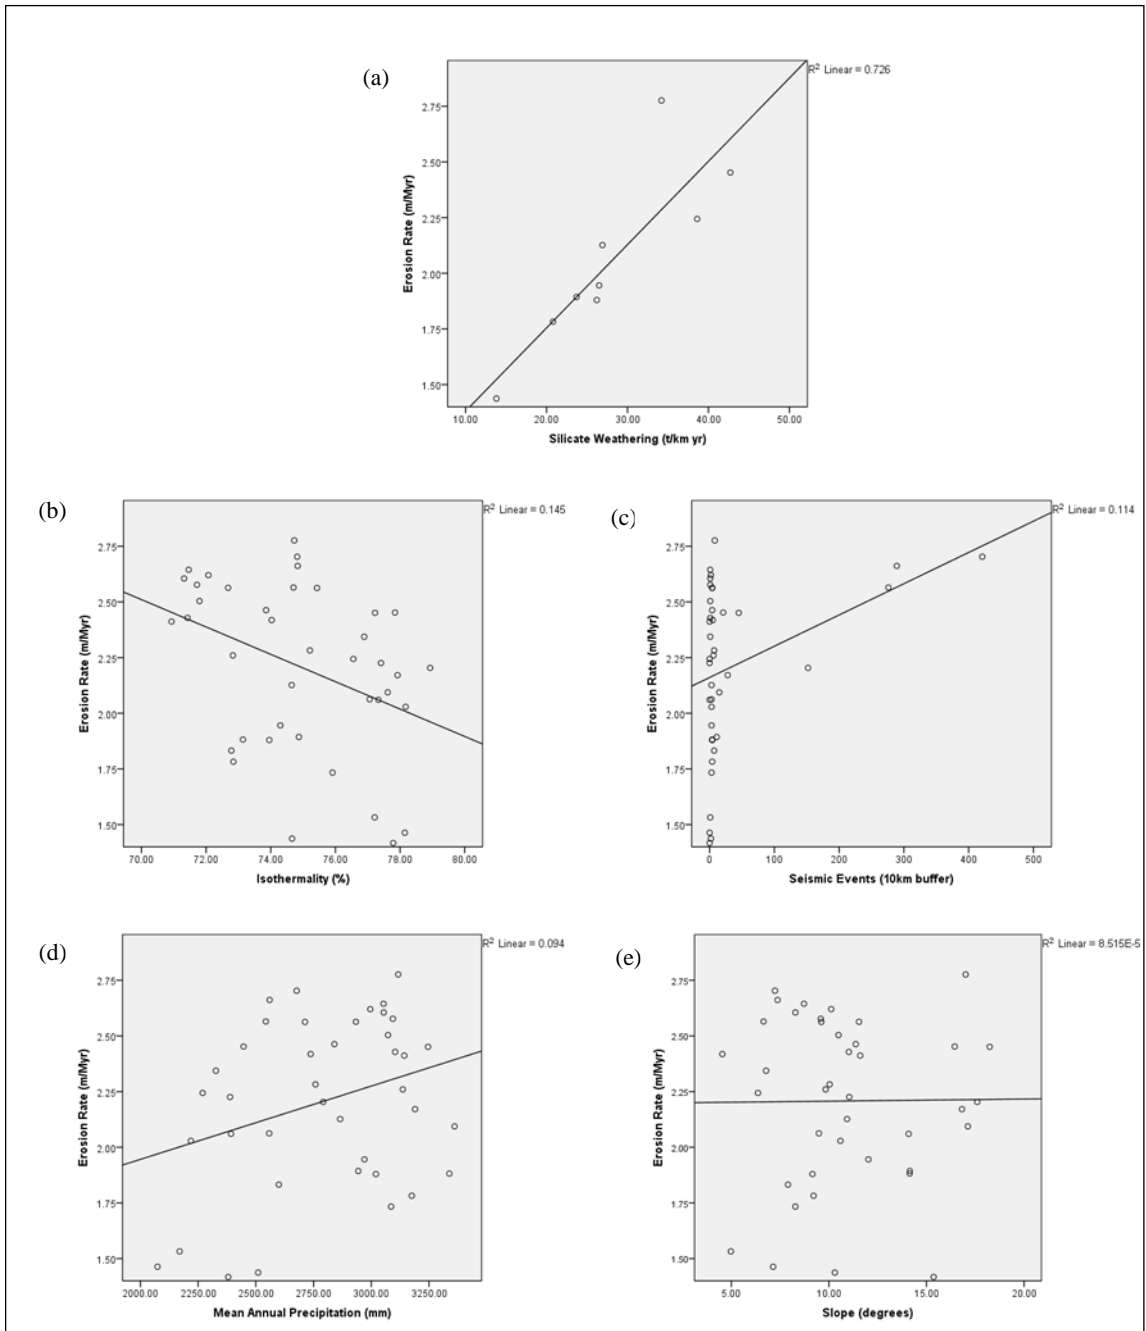 (a)
R² Linear = 0.726
Erosion Rate (m/Myr)
2.75
2.50
2.25
2.00
1.75
1.50
10.00 20.00 30.00 40.00 50.00
Silicate Weathering (t/km yr)
(b)
R² Linear = 0.145
Erosion Rate (m/Myr)
2.75
2.50
2.25
2.00
1.75
1.50
70.00 72.00 74.00 76.00 78.00 80.00
Isothermality (%)
(c)
R² Linear = 0.114
Erosion Rate (m/Myr)
2.75
2.50
2.25
2.00
1.75
1.50
0 100 200 300 400 500
Seismic Events (10km buffer)
(d)
R² Linear = 0.094
Erosion Rate (m/Myr)
2.75
2.50
2.25
2.00
1.75
1.50
2000.00 2250.00 2500.00 2750.00 3000.00 3250.00
Mean Annual Precipitation (mm)
(e)
R² Linear = 8.515E-5
Erosion Rate (m/Myr)
2.75
2.50
2.25
2.00
1.75
1.50
5.00 10.00 15.00 20.00
Slope (degrees)